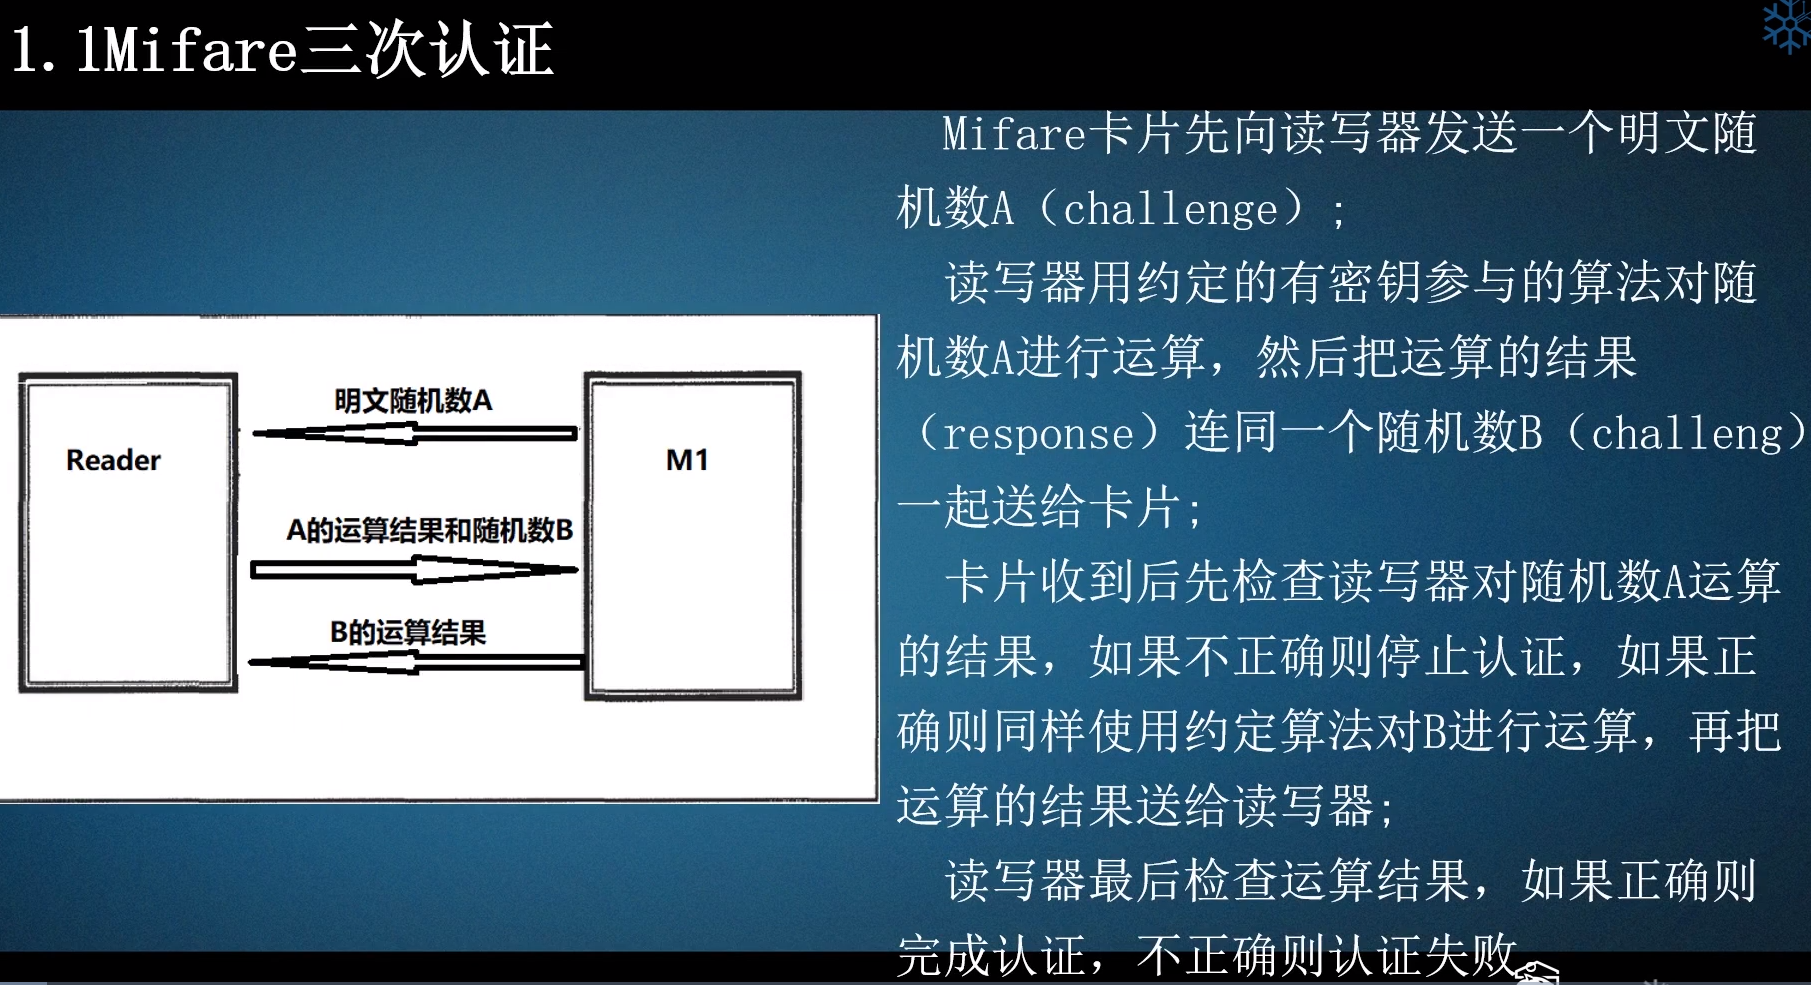 1.1Mifare三次认证
明文随机数A
Reader
M1
A的运算结果和随机数B
B的运算结果
Mifare卡片先向读写器发送一个明文随
机数A（challenge）;
读写器用约定的有密钥参与的算法对随
机数A进行运算，然后把运算的结果
（response）连同一个随机数B（challeng）
一起送给卡片;
卡片收到后先检查读写器对随机数A运算
的结果，如果不正确则停止认证，如果正
确则同样使用约定算法对B进行运算，再把
运算的结果送给读写器;
读写器最后检查运算结果，如果正确则
完成认证，不正确则认证失败